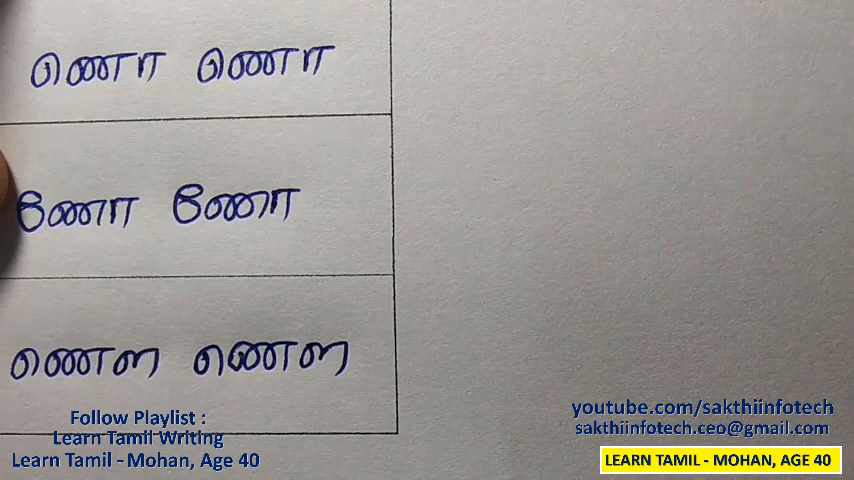 ணொ ணொ
ணோ ணோ
ணௌ ணௌ
Follow Playlist :
Learn Tamil Writing
Learn Tamil - Mohan, Age 40
youtube.com/sakthiinfotech
sakthiinfotech.ceo@gmail.com
LEARN TAMIL - MOHAN, AGE 40